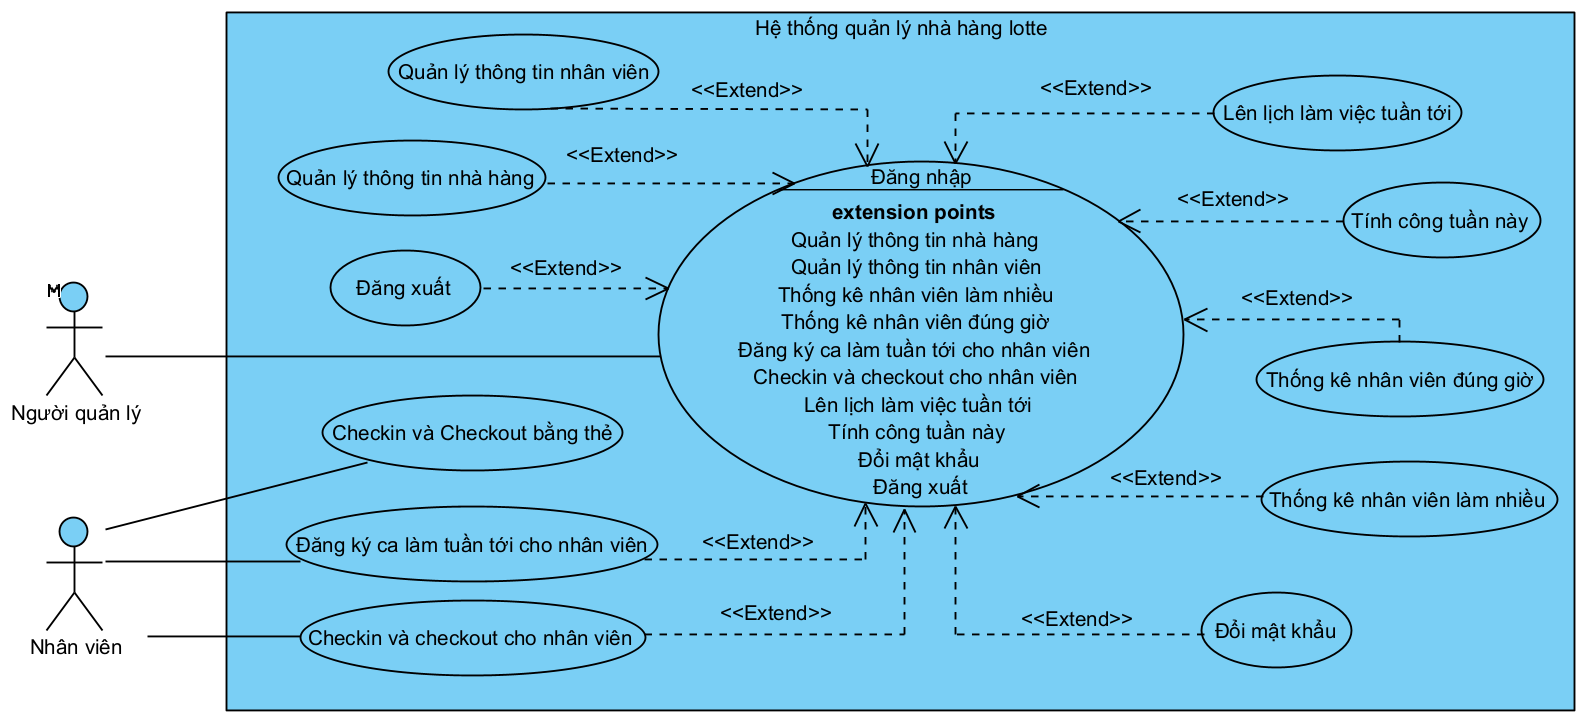 Hệ thống quản lý nhà hàng lotte
Quản lý thông tin nhân viên
<<Extend>>
<<Extend>>
Lên lịch làm việc tuần tới
Quản lý thông tin nhà hàng
<<Extend>>
Đăng nhập
extension points
Quản lý thông tin nhà hàng
Quản lý thông tin nhân viên
Thống kê nhân viên làm nhiều
Thống kê nhân viên đúng giờ
Đăng ký ca làm tuần tới cho nhân viên
Checkin và checkout cho nhân viên
Lên lịch làm việc tuần tới
Tính công tuần này
Đổi mật khẩu
Đăng xuất
<<Extend>>
Tính công tuần này
Đăng xuất
<<Extend>>
<<Extend>>
Thống kê nhân viên đúng giờ
M
Người quản lý
Checkin và Checkout bằng thẻ
<<Extend>>
Thống kê nhân viên làm nhiều
Đăng ký ca làm tuần tới cho nhân viên
<<Extend>>
Nhân viên
Checkin và checkout cho nhân viên
<<Extend>>
<<Extend>>
Đổi mật khẩu